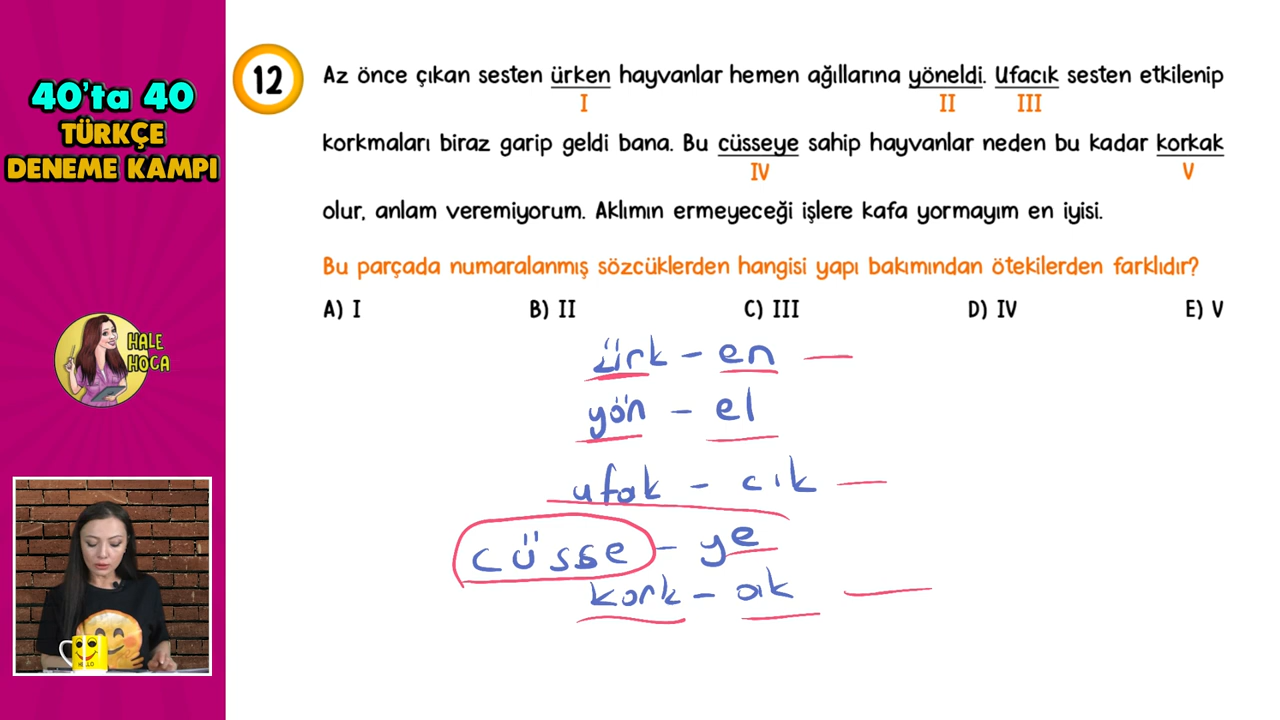 40'ta 40
TÜRKÇE
DENEME KAMPI
HALE
HOCA
HELLO
12
Az önce çıkan sesten ürken hayvanlar hemen ağıllarına yöneldi. Ufacık sesten etkilenip
I II III
korkmaları biraz garip geldi bana. Bu cüsseye sahip hayvanlar neden bu kadar korkak
IV V
olur, anlam veremiyorum. Aklımın ermeyeceği işlere kafa yormayım en iyisi.
Bu parçada numaralanmış sözcüklerden hangisi yapı bakımından ötekilerden farklıdır?
A) I B) II C) III D) IV E) V
ürk - en
yön - el
ufak - cık
cüsse - ye
kork - ak